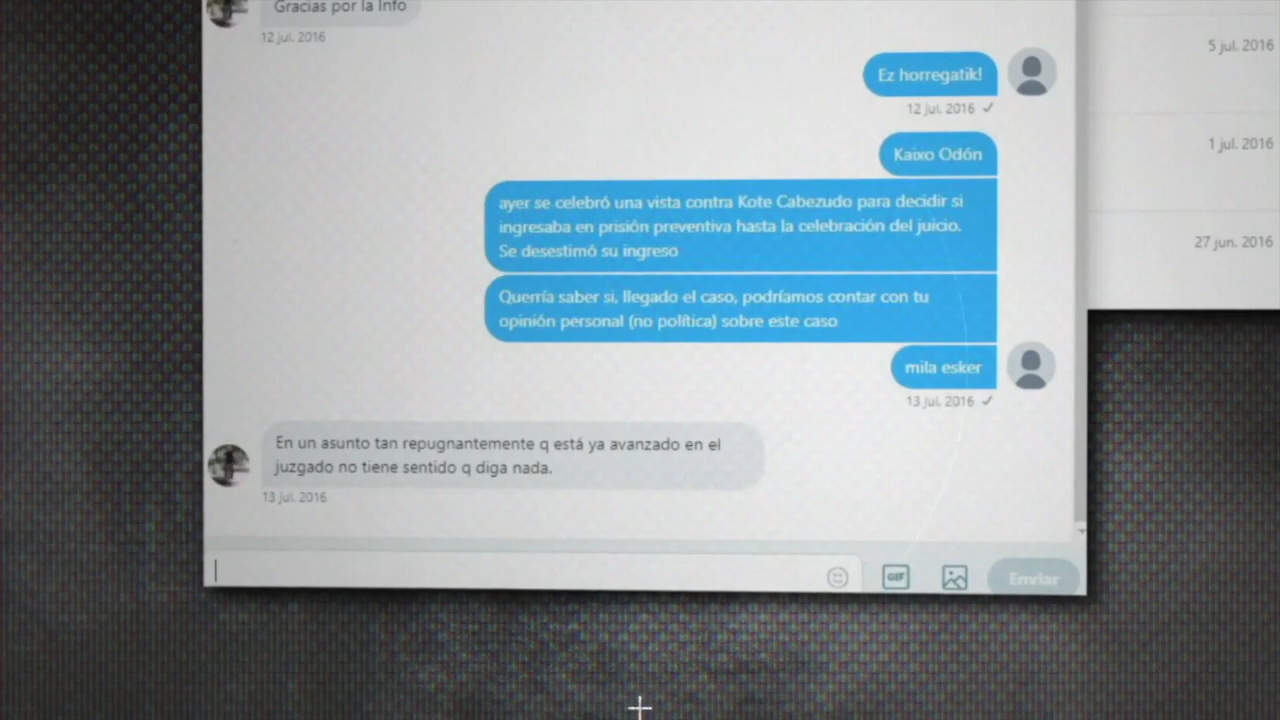 Gracias por la Info
12 jul. 2016
Ez horregatik!
12 jul. 2016
Kaixo Odón
ayer se celebró una vista contra Kote Cabezudo para decidir si
ingresaba en prisión preventiva hasta la celebración del juicio.
Se desestimó su ingreso
Querría saber si, llegado el caso, podríamos contar con tu
opinión personal (no política) sobre este caso
mila esker
13 jul. 2016
En un asunto tan repugnantemente q está ya avanzado en el
juzgado no tiene sentido q diga nada.
13 jul. 2016
GIF
Enviar
5 jul. 2016
1 jul. 2016
27 jun. 2016